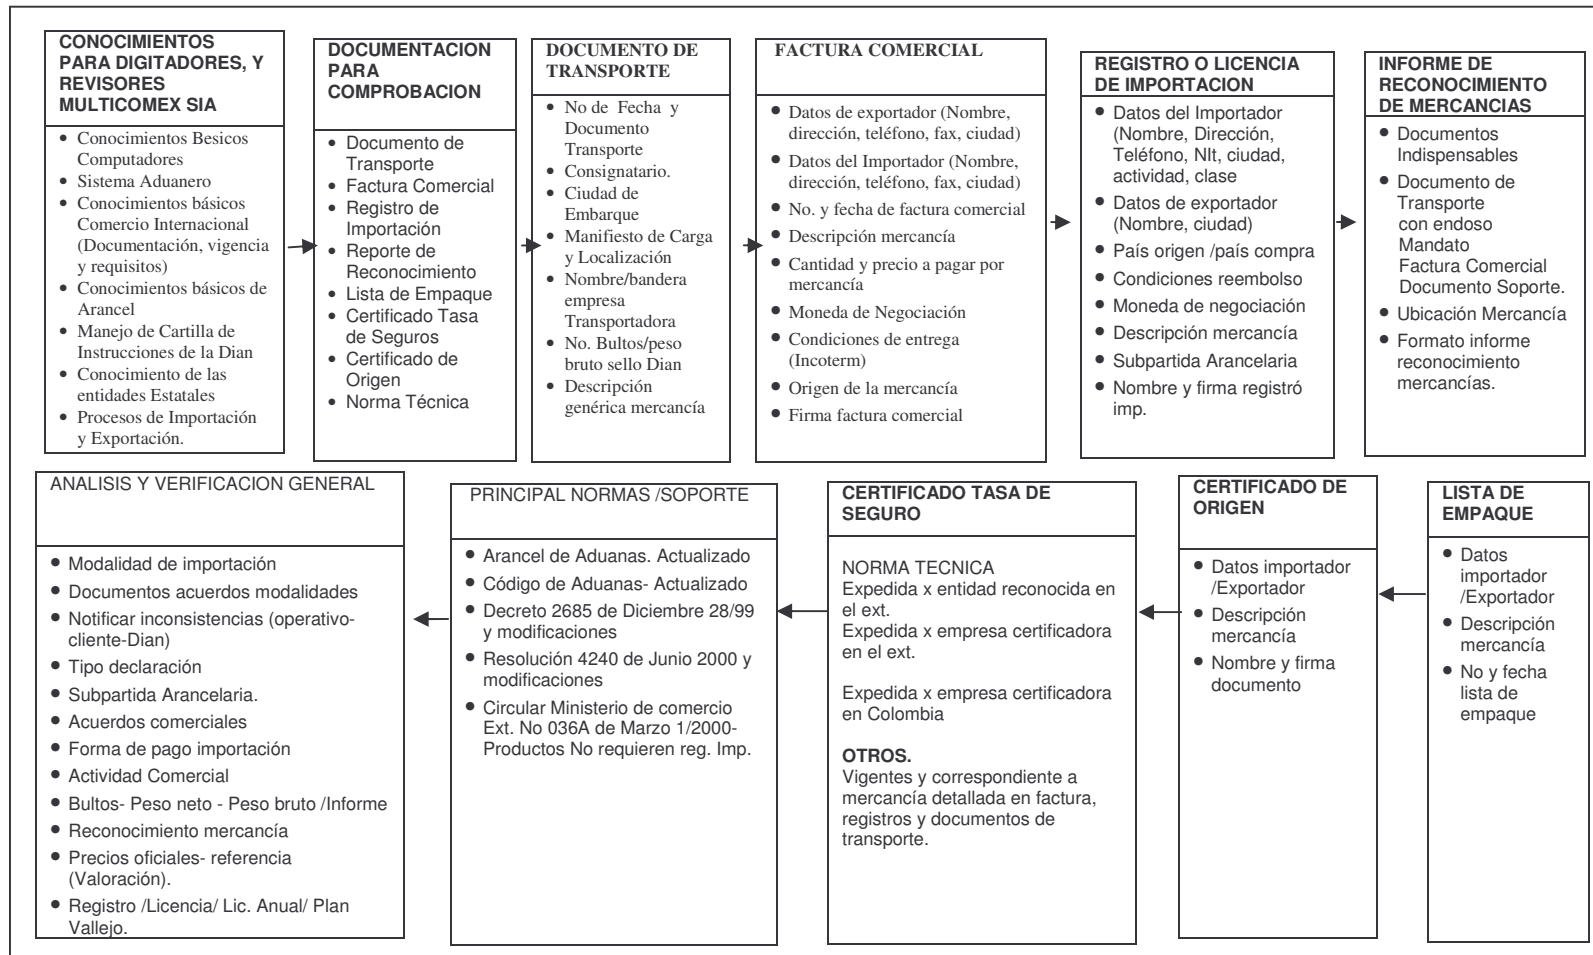 CONOCIMIENTOS
PARA DIGITADORES, Y
REVISORES
MULTICOMEX SIA
• Conocimientos Besicos
Computadores
• Sistema Aduanero
• Conocimientos básicos
Comercio Internacional
(Documentación, vigencia
y requisitos)
• Conocimientos básicos de
Arancel
• Manejo de Cartilla de
Instrucciones de la Dian
• Conocimiento de las
entidades Estatales
• Procesos de Importación
y Exportación.
DOCUMENTACION
PARA
COMPROBACION
• Documento de
Transporte
• Factura Comercial
• Registro de
Importación
• Reporte de
Reconocimiento
• Lista de Empaque
• Certificado Tasa
de Seguros
• Certificado de
Origen
• Norma Técnica
DOCUMENTO DE
TRANSPORTE
• No de Fecha y
Documento
Transporte
• Consignatario.
• Ciudad de
Embarque
• Manifiesto de Carga
y Localización
• Nombre/bandera
empresa
Transportadora
• No. Bultos/peso
bruto sello Dian
• Descripción
genérica mercancía
FACTURA COMERCIAL
• Datos de exportador (Nombre,
dirección, teléfono, fax, ciudad)
• Datos del Importador (Nombre,
dirección, teléfono, fax, ciudad)
• No. y fecha de factura comercial
• Descripción mercancía
• Cantidad y precio a pagar por
mercancía
• Moneda de Negociación
• Condiciones de entrega
(Incoterm)
• Origen de la mercancía
• Firma factura comercial
REGISTRO O LICENCIA
DE IMPORTACION
• Datos del Importador
(Nombre, Dirección,
Teléfono, NIt, ciudad,
actividad, clase
• Datos de exportador
(Nombre, ciudad)
• País origen /país compra
• Condiciones reembolso
• Moneda de negociación
• Descripción mercancía
• Subpartida Arancelaria
• Nombre y firma registró
imp.
INFORME DE
RECONOCIMIENTO
DE MERCANCIAS
• Documentos
Indispensables
• Documento de
Transporte
con endoso
Mandato
Factura Comercial
Documento Soporte.
• Ubicación Mercancía
• Formato informe
reconocimiento
mercancías.
ANALISIS Y VERIFICACION GENERAL
• Modalidad de importación
• Documentos acuerdos modalidades
• Notificar inconsistencias (operativo-
cliente-Dian)
• Tipo declaración
• Subpartida Arancelaria.
• Acuerdos comerciales
• Forma de pago importación
• Actividad Comercial
• Bultos- Peso neto - Peso bruto /Informe
• Reconocimiento mercancía
• Precios oficiales- referencia
(Valoración).
• Registro /Licencia/ Lic. Anual/ Plan
Vallejo.
PRINCIPAL NORMAS /SOPORTE
• Arancel de Aduanas. Actualizado
• Código de Aduanas- Actualizado
• Decreto 2685 de Diciembre 28/99
y modificaciones
• Resolución 4240 de Junio 2000 y
modificaciones
• Circular Ministerio de comercio
Ext. No 036A de Marzo 1/2000-
Productos No requieren reg. Imp.
CERTIFICADO TASA DE
SEGURO
NORMA TECNICA
Expedida x entidad reconocida en
el ext.
Expedida x empresa certificadora
en el ext.
Expedida x empresa certificadora
en Colombia
OTROS.
Vigentes y correspondiente a
mercancía detallada en factura,
registros y documentos de
transporte.
CERTIFICADO DE
ORIGEN
• Datos importador
/Exportador
• Descripción
mercancía
• Nombre y firma
documento
LISTA DE
EMPAQUE
• Datos
importador
/Exportador
• Descripción
mercancía
• No y fecha
lista de
empaque